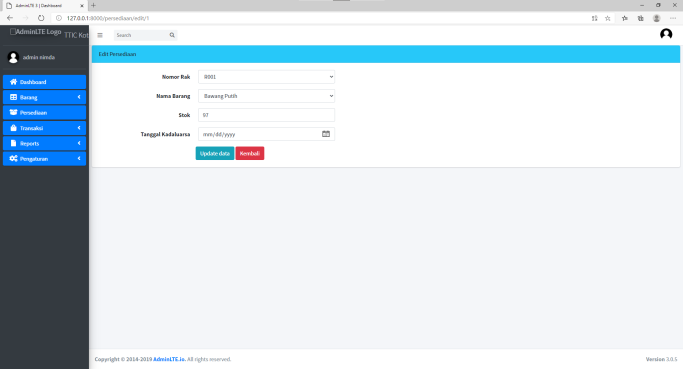 AdminLTE 3 | Dashboard
127.0.0.1:8000/persediaan/edit/1
AdminLTE Logo TTIC Kot
Search
admin nimda
Dashboard
Barang
Persediaan
Transaksi
Reports
Pengaturan
Edit Persediaan
Nomor Rak R001
Nama Barang Bawang Putih
Stok 97
Tanggal Kadaluarsa mm/dd/yyyy
Update data Kembali
Copyright © 2014-2019 AdminLTE.io. All rights reserved.
Version 3.0.5